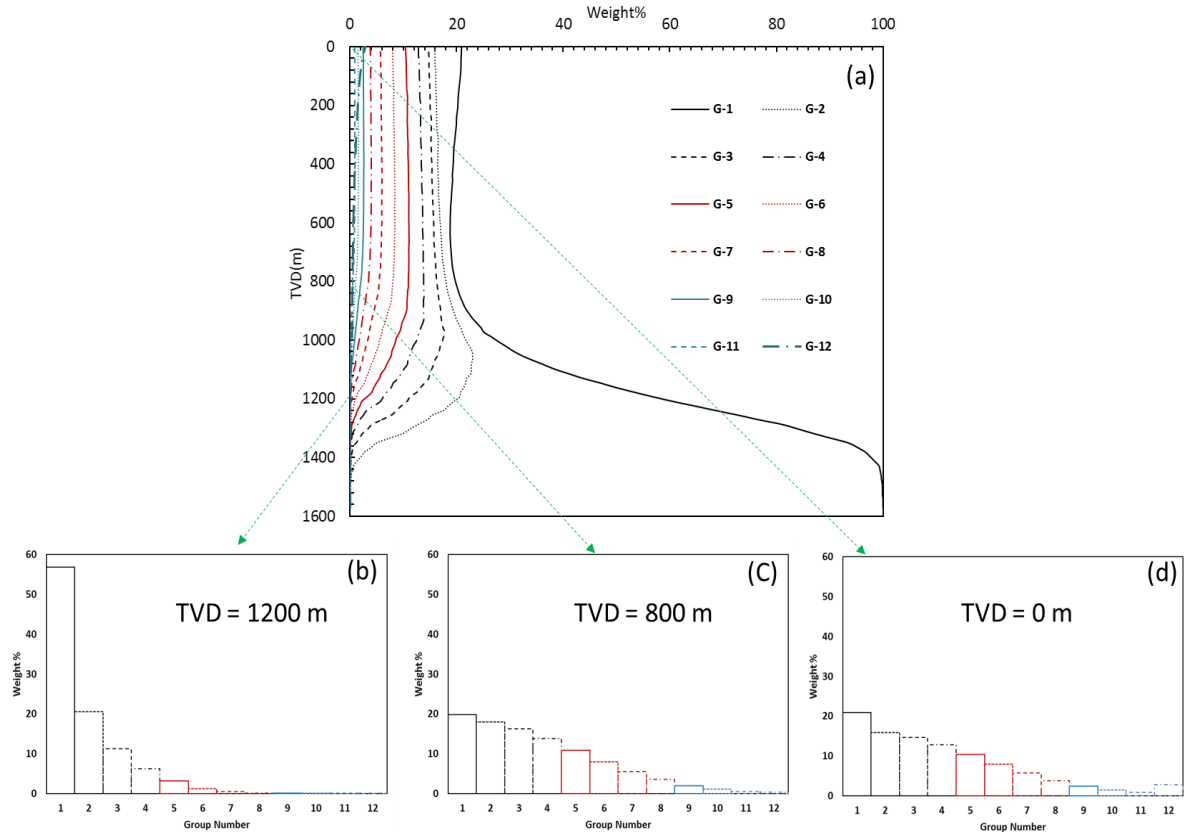 Weight%
0 20 40 60 80 100
(a)
TVD(m)
0
200
400
600
800
1000
1200
1400
1600
G-1 G-2
G-3 G-4
G-5 G-6
G-7 G-8
G-9 G-10
G-11 G-12
(b)
TVD = 1200 m
Weight %
60
50
40
30
20
10
0
1 2 3 4 5 6 7 8 9 10 11 12
Group Number
(C)
TVD = 800 m
Weight %
60
50
40
30
20
10
0
1 2 3 4 5 6 7 8 9 10 11 12
Group Number
(d)
TVD = 0 m
Weight %
60
50
40
30
20
10
0
1 2 3 4 5 6 7 8 9 10 11 12
Group Number